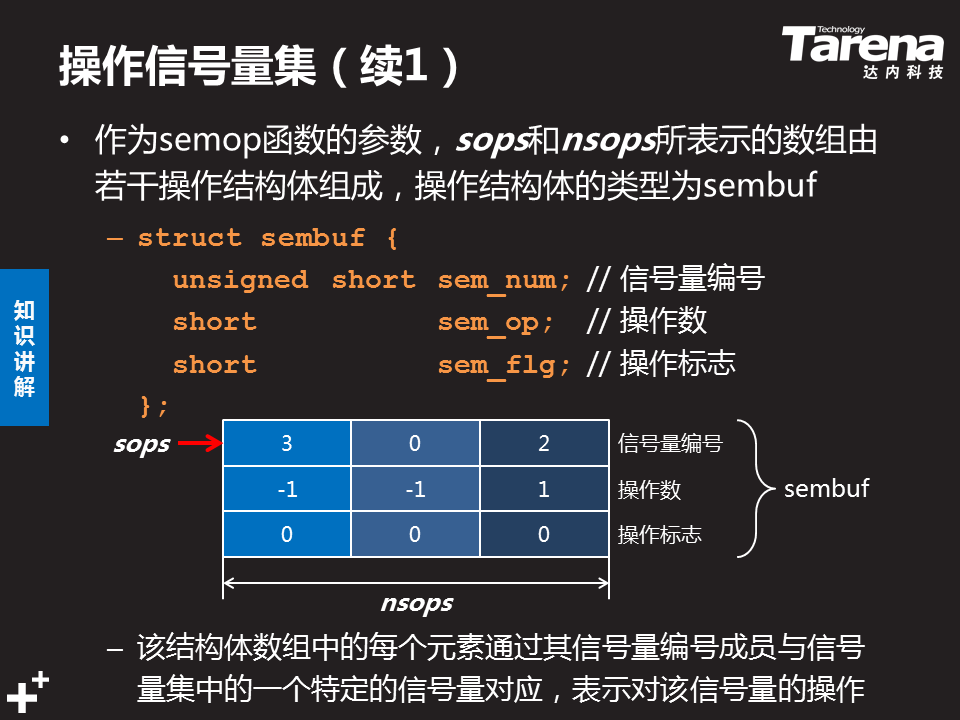 操作信号量集（续1）
Technology
Tarena
达内科技
• 作为semop函数的参数，sops和nsops所表示的数组由
若干操作结构体组成，操作结构体的类型为sembuf
– struct sembuf {
unsigned short sem_num; // 信号量编号
short sem_op; // 操作数
short sem_flg; // 操作标志
};
知识讲解
sops 3 0 2 信号量编号
-1 -1 1 操作数 sembuf
0 0 0 操作标志
nsops
– 该结构体数组中的每个元素通过其信号量编号成员与信号
量集中的一个特定的信号量对应，表示对该信号量的操作